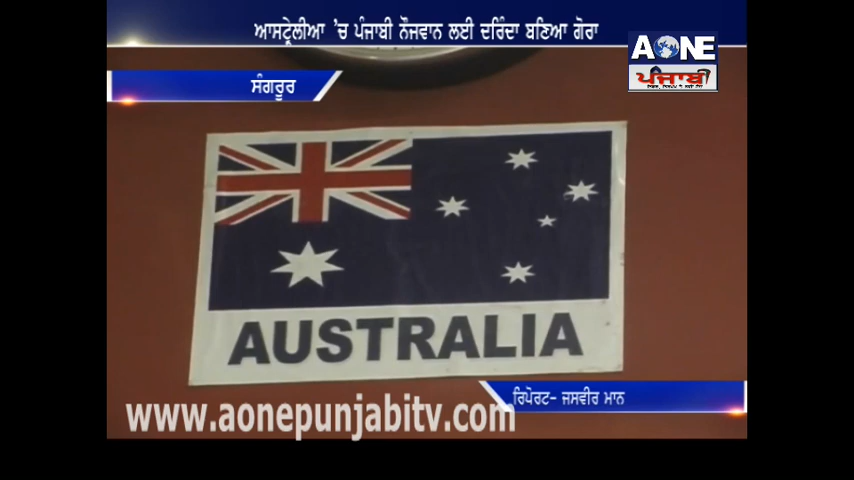 ਆਸਟ੍ਰੇਲੀਆ 'ਚ ਪੰਜਾਬੀ ਨੌਜਵਾਨ ਲਈ ਦਰਿੰਦਾ ਬਣਿਆ ਗੋਰਾ
AONE
ਪੰਜਾਬੀ
ਸੰਗਰੂਰ
AUSTRALIA
ਰਿਪੋਰਟ- ਜਸਵੀਰ ਮਾਨ
www.aonepunjabitv.com